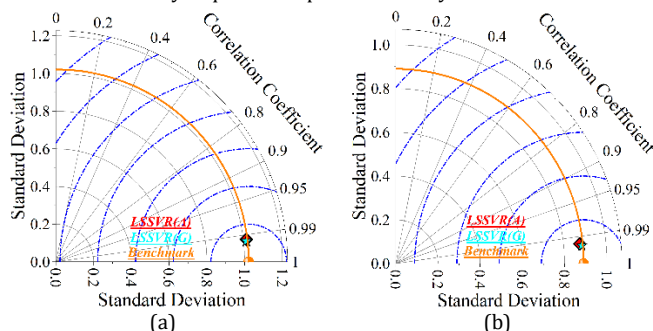 0 0.2 0.4 0.6 0.8 0.9 0.95 0.99 1
Correlation Coefficient
1.2
1.0
0.8
0.6
0.4
0.2
0.0
Standard Deviation
LSSVR(A)
LSSVR(G)
Benchmark
0.0 0.2 0.4 0.6 0.8 1.0 1.2
Standard Deviation
(a)
0 0.2 0.4 0.6 0.8 0.9 0.95 0.99 1
Correlation Coefficient
1.0
0.8
0.6
0.4
0.2
0.0
Standard Deviation
LSSVR(A)
LSSVR(G)
Benchmark
0.0 0.2 0.4 0.6 0.8 1.0
Standard Deviation
(b)